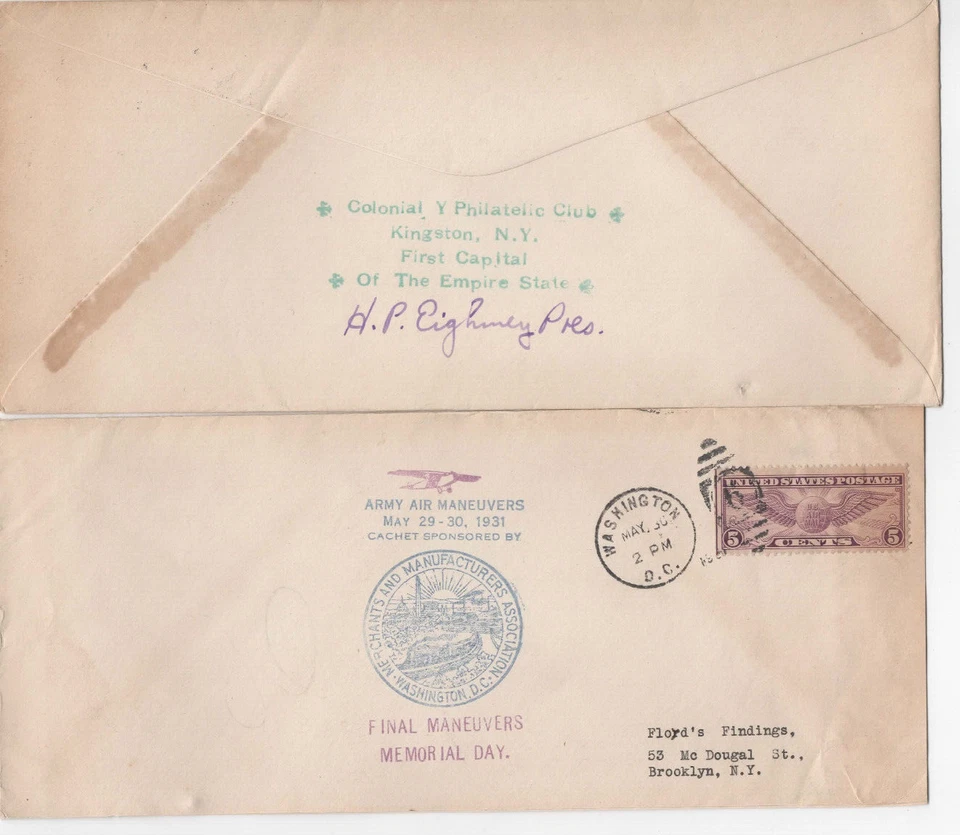 Colonial Y Philatelic Club
Kingston, N.Y.
First Capital
Of The Empire State
H. P. Eighmey Pres.
ARMY AIR MANEUVERS
MAY 29-30, 1931
CACHET SPONSORED BY
MERCHANTS AND MANUFACTURERS ASSOCIATION
· WASHINGTON, D.C. ·
FINAL MANEUVERS
MEMORIAL DAY.
WASHINGTON
MAY 30
2 PM
D.C.
UNITED STATES POSTAGE
5 CENTS 5
Floyd's Findings,
53 Mc Dougal St.,
Brooklyn, N.Y.